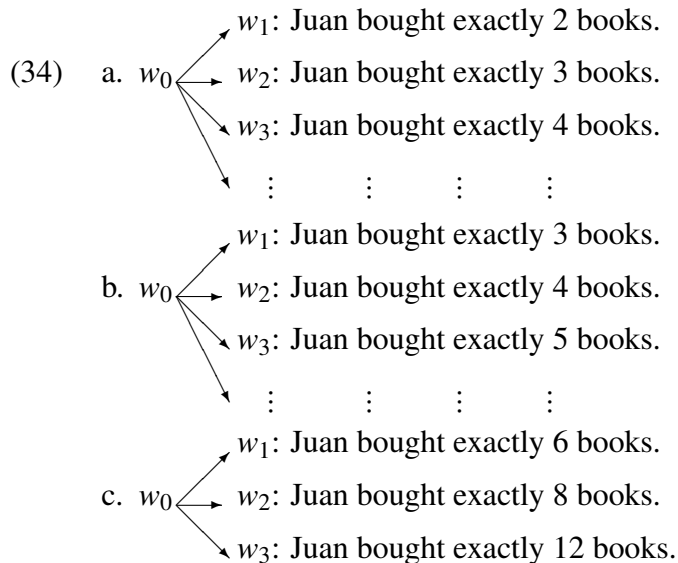 w₁: Juan bought exactly 2 books.
(34) a. w₀ w₂: Juan bought exactly 3 books.
w₃: Juan bought exactly 4 books.
⋮ ⋮ ⋮ ⋮
w₁: Juan bought exactly 3 books.
b. w₀ w₂: Juan bought exactly 4 books.
w₃: Juan bought exactly 5 books.
⋮ ⋮ ⋮ ⋮
w₁: Juan bought exactly 6 books.
c. w₀ w₂: Juan bought exactly 8 books.
w₃: Juan bought exactly 12 books.